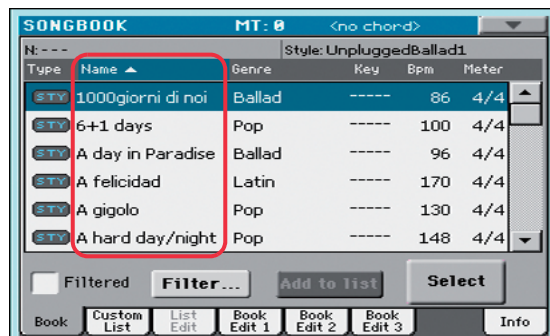 SONGBOOK MT: 0 <no chord>
N:--- Style: UnpluggedBallad1
Type Name Genre Key Bpm Meter
STY 1000giorni di noi Ballad ----- 86 4/4
STY 6+1 days Pop ----- 100 4/4
STY A day in Paradise Ballad ----- 96 4/4
STY A felicidad Latin ----- 170 4/4
STY A gigolo Pop ----- 130 4/4
STY A hard day/night Pop ----- 148 4/4
Filtered Filter... Add to list Select
Book Custom List List Edit Book Edit 1 Book Edit 2 Book Edit 3 Info